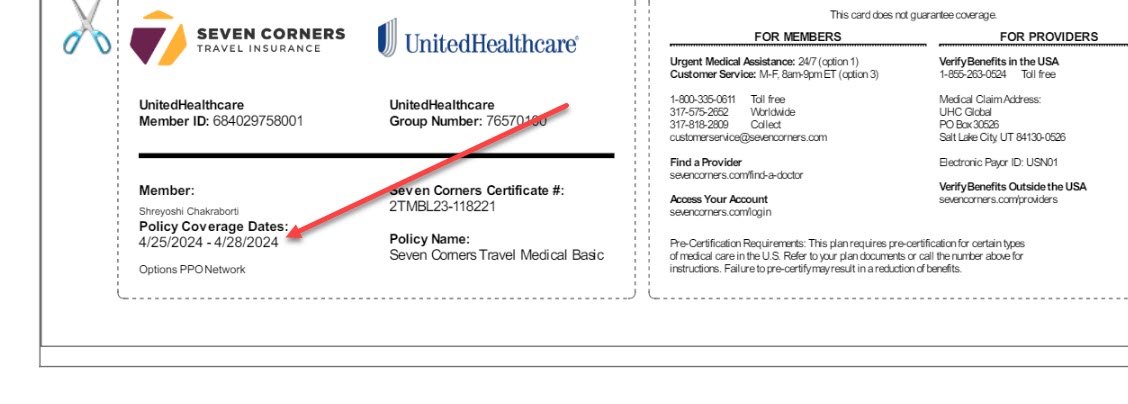 SEVEN CORNERS
TRAVEL INSURANCE
UnitedHealthcare
UnitedHealthcare
Member ID: 684029758001
UnitedHealthcare
Group Number: 76570
Member:
Shreyoshi Chakraborti
Policy Coverage Dates:
4/25/2024 - 4/28/2024
Options PPO Network
Seven Corners Certificate #:
2TMBL23-118221
Policy Name:
Seven Corners Travel Medical Basic
This card does not guarantee coverage.
FOR MEMBERS
Urgent Medical Assistance: 24/7 (option 1)
Customer Service: M-F, 8am-9pm ET (option 3)
1-800-335-0611 Toll free
317-575-2652 Worldwide
317-818-2809 Collect
customerservice@sevencorners.com
Find a Provider
sevencorners.com/find-a-doctor
Access Your Account
sevencorners.com/login
FOR PROVIDERS
Verify Benefits in the USA
1-855-263-0524 Toll free
Medical Claim Address:
UHC Global
PO Box 30526
Salt Lake City, UT 84130-0526
Electronic Payor ID: USN01
Verify Benefits Outside the USA
sevencorners.com/providers
Pre-Certification Requirements: This plan requires pre-certification for certain types
of medical care in the U.S. Refer to your plan documents or call the number above for
instructions. Failure to pre-certify may result in a reduction of benefits.